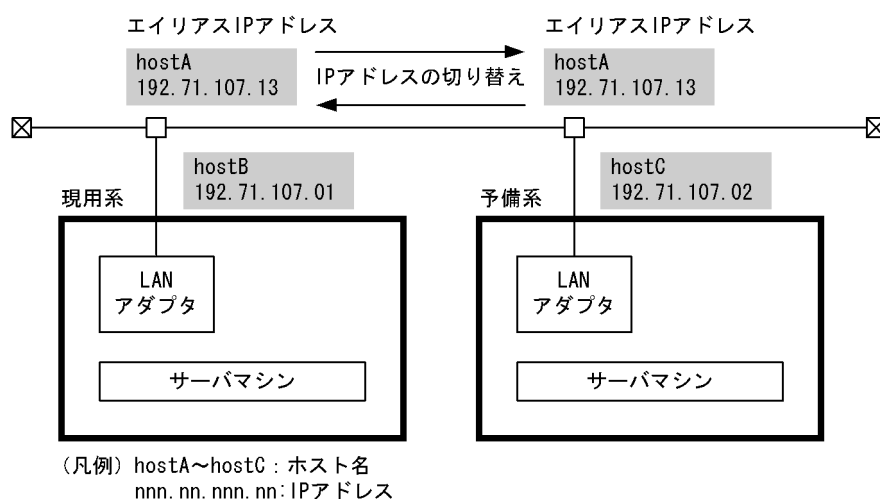 エイリアスIPアドレス
hostA
192.71.107.13
IPアドレスの切り替え
エイリアスIPアドレス
hostA
192.71.107.13
hostB
192.71.107.01
hostC
192.71.107.02
現用系
LAN
アダプタ
サーバマシン
予備系
LAN
アダプタ
サーバマシン
(凡例) hostA~hostC:ホスト名
nnn.nn.nnn.nn:IPアドレス